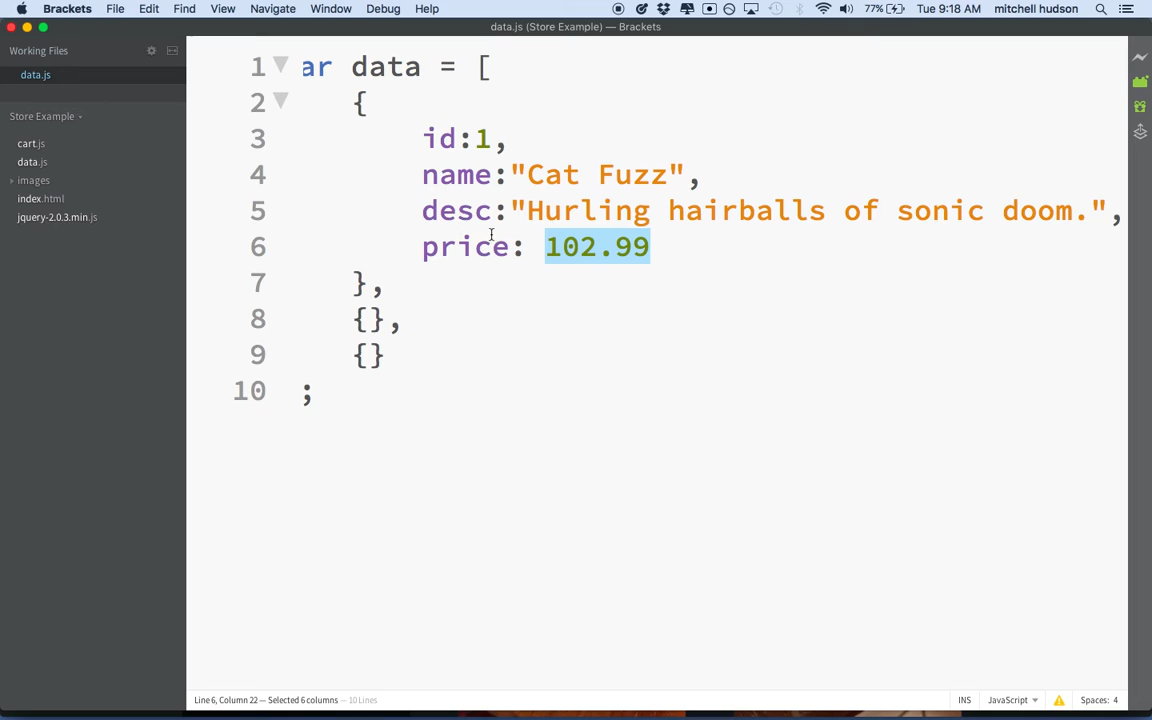 Brackets File Edit Find View Navigate Window Debug Help 77% Tue 9:18 AM mitchell hudson
data.js (Store Example) — Brackets
Working Files
data.js
Store Example
cart.js
data.js
images
index.html
jquery-2.0.3.min.js
1 ar data = [
2 {
3 id:1,
4 name:"Cat Fuzz",
5 desc:"Hurling hairballs of sonic doom.",
6 price: 102.99
7 },
8 {},
9 {}
10 ;
Line 6, Column 22 — Selected 6 columns — 10 Lines INS JavaScript Spaces: 4